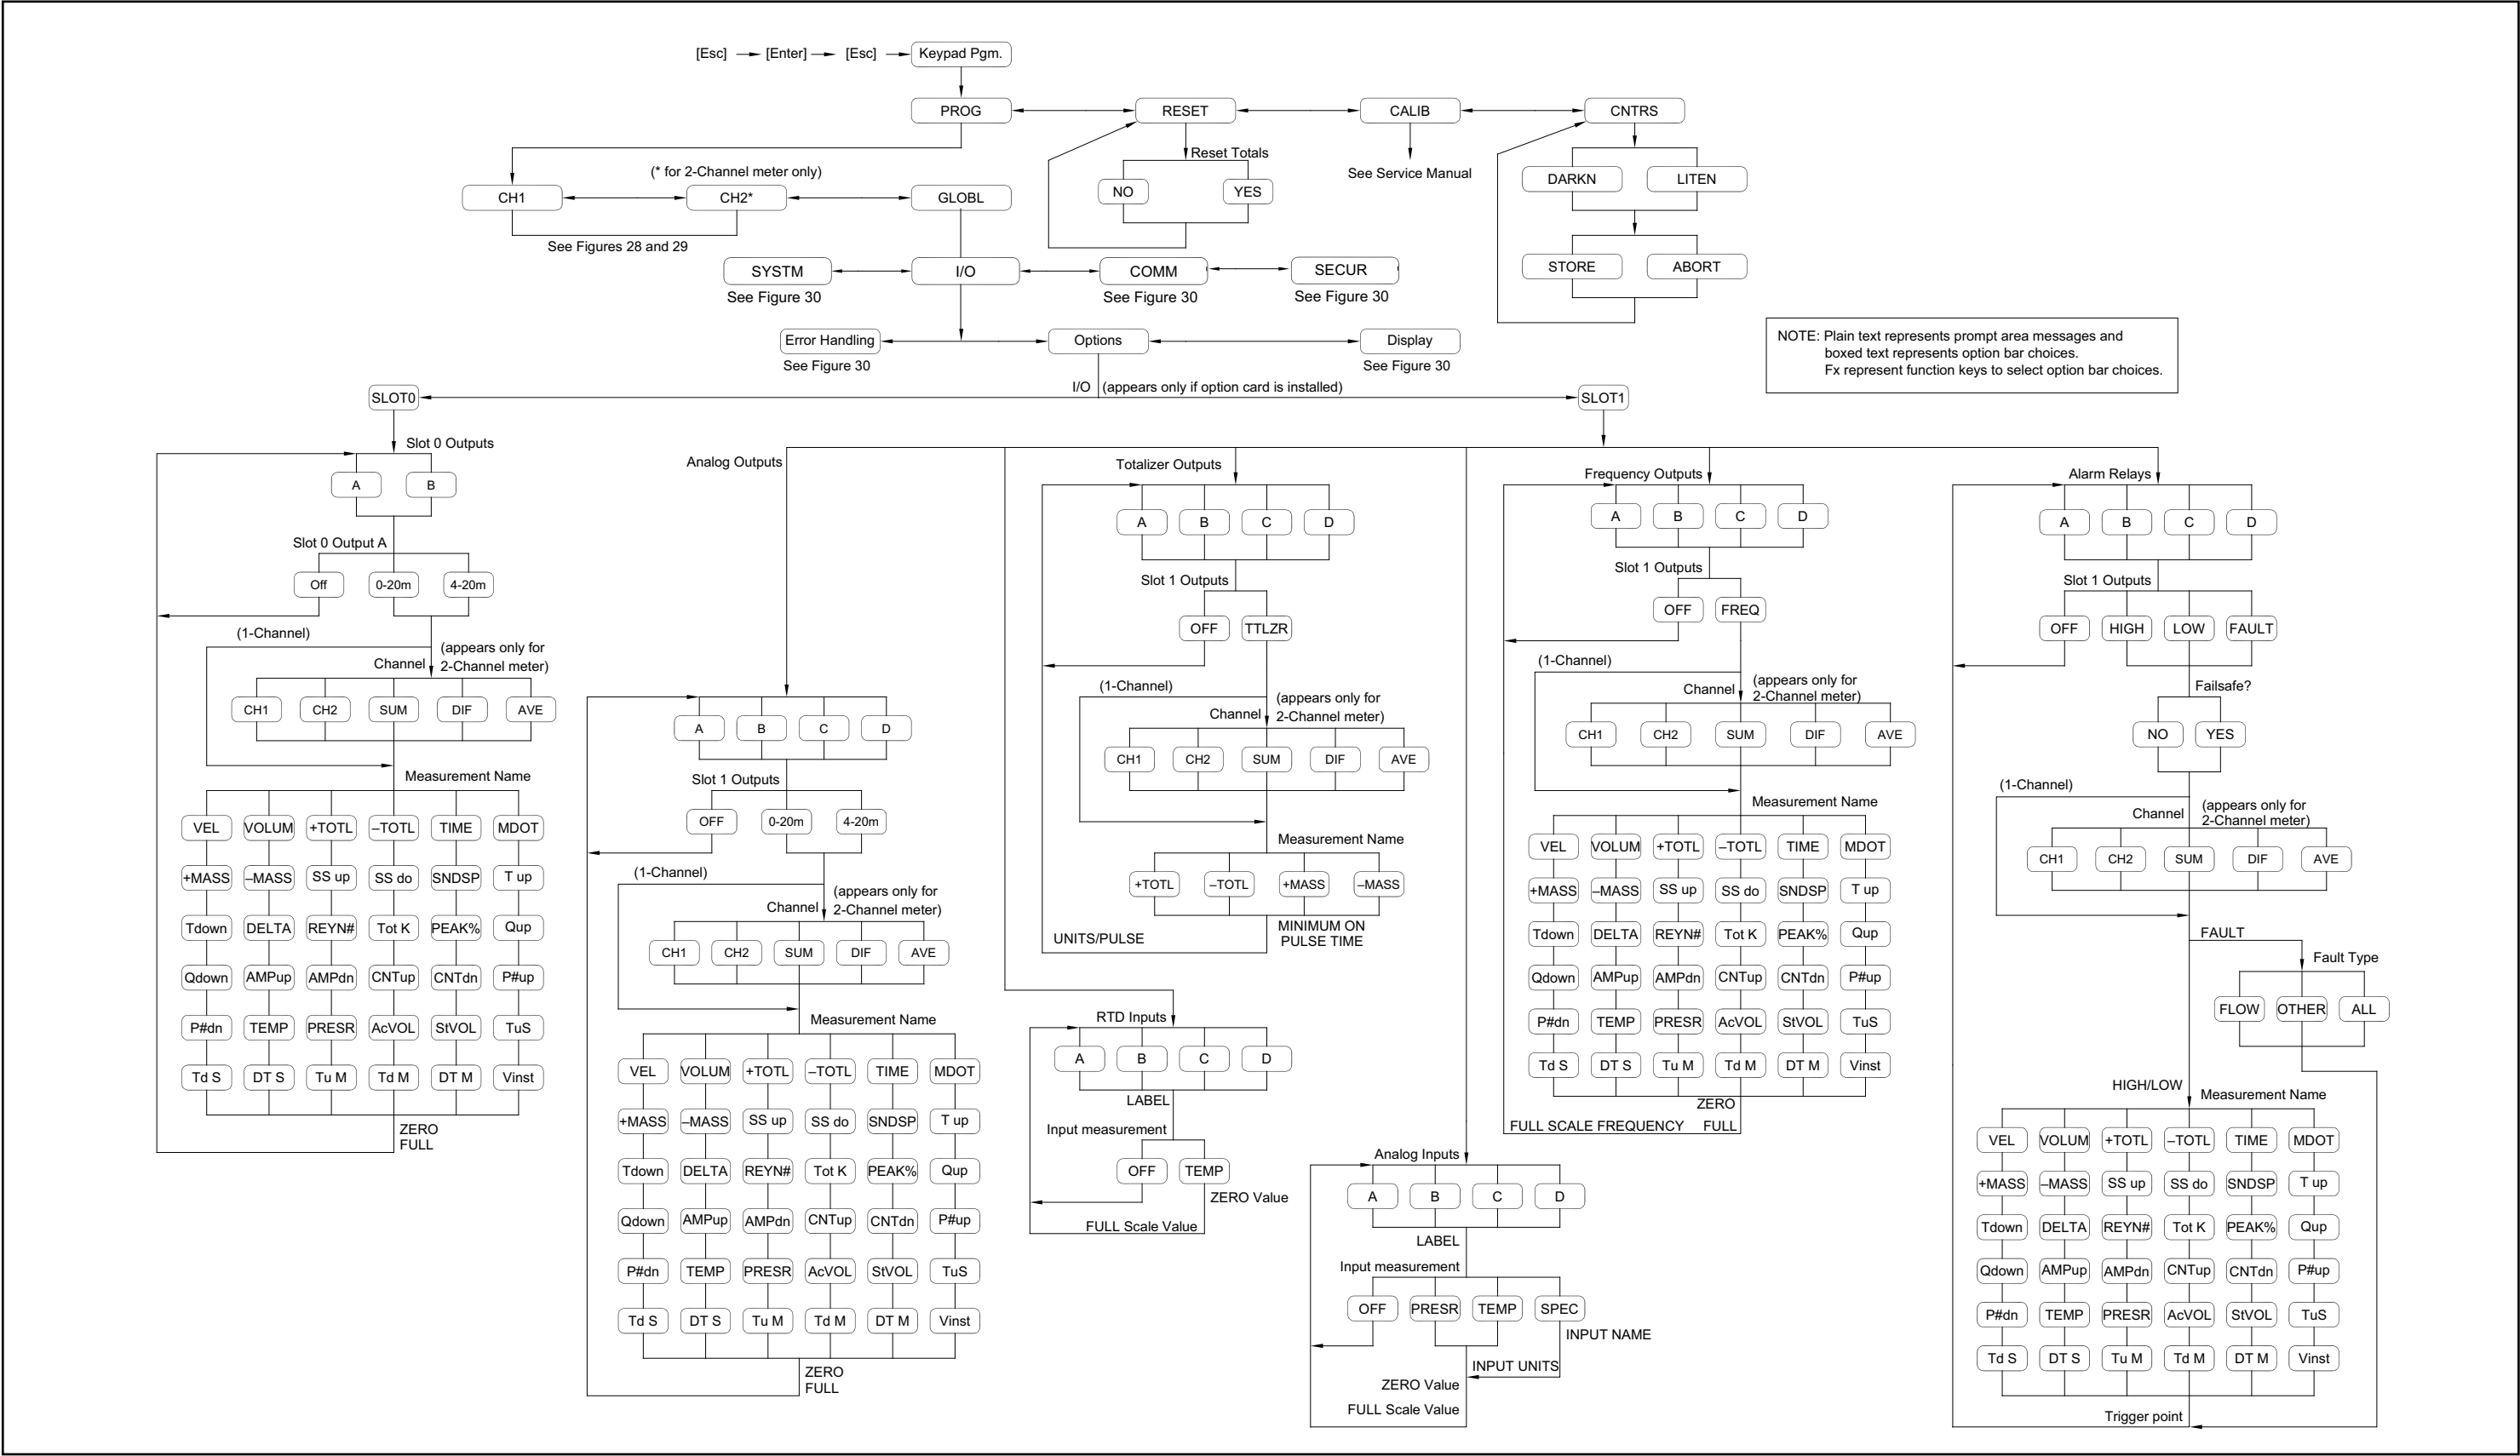 [Esc] [Enter] [Esc] Keypad Pgm.
PROG RESET CALIB CNTRS
Reset Totals
NO YES
See Service Manual
DARKN LITEN
STORE ABORT
(* for 2-Channel meter only)
CH1 CH2* GLOBL
See Figures 28 and 29
SYSTM I/O COMM SECUR
See Figure 30 See Figure 30 See Figure 30
Error Handling Options Display
See Figure 30 See Figure 30
NOTE: Plain text represents prompt area messages and
boxed text represents option bar choices.
Fx represent function keys to select option bar choices.
I/O (appears only if option card is installed)
SLOT0 SLOT1
Slot 0 Outputs
A B
Slot 0 Output A
Off 0-20m 4-20m
(1-Channel)
(appears only for
2-Channel meter)
Channel
CH1 CH2 SUM DIF AVE
Measurement Name
VEL VOLUM +TOTL –TOTL TIME MDOT
+MASS –MASS SS up SS do SNDSP T up
Tdown DELTA REYN# Tot K PEAK% Qup
Qdown AMPup AMPdn CNTup CNTdn P#up
P#dn TEMP PRESR AcVOL StVOL TuS
Td S DT S Tu M Td M DT M Vinst
ZERO
FULL
Analog Outputs
A B C D
Slot 1 Outputs
OFF 0-20m 4-20m
(1-Channel)
(appears only for
2-Channel meter)
Channel
CH1 CH2 SUM DIF AVE
Measurement Name
VEL VOLUM +TOTL –TOTL TIME MDOT
+MASS –MASS SS up SS do SNDSP T up
Tdown DELTA REYN# Tot K PEAK% Qup
Qdown AMPup AMPdn CNTup CNTdn P#up
P#dn TEMP PRESR AcVOL StVOL TuS
Td S DT S Tu M Td M DT M Vinst
ZERO
FULL
Totalizer Outputs
A B C D
Slot 1 Outputs
OFF TTLZR
(1-Channel)
(appears only for
2-Channel meter)
Channel
CH1 CH2 SUM DIF AVE
Measurement Name
+TOTL –TOTL +MASS –MASS
UNITS/PULSE
MINIMUM ON
PULSE TIME
RTD Inputs
A B C D
LABEL
Input measurement
OFF TEMP
ZERO Value
FULL Scale Value
Analog Inputs
A B C D
LABEL
Input measurement
OFF PRESR TEMP SPEC
INPUT NAME
INPUT UNITS
ZERO Value
FULL Scale Value
Frequency Outputs
A B C D
Slot 1 Outputs
OFF FREQ
(1-Channel)
(appears only for
2-Channel meter)
Channel
CH1 CH2 SUM DIF AVE
Measurement Name
VEL VOLUM +TOTL –TOTL TIME MDOT
+MASS –MASS SS up SS do SNDSP T up
Tdown DELTA REYN# Tot K PEAK% Qup
Qdown AMPup AMPdn CNTup CNTdn P#up
P#dn TEMP PRESR AcVOL StVOL TuS
Td S DT S Tu M Td M DT M Vinst
ZERO
FULL SCALE FREQUENCY FULL
Alarm Relays
A B C D
Slot 1 Outputs
OFF HIGH LOW FAULT
Failsafe?
NO YES
(1-Channel)
(appears only for
2-Channel meter)
Channel
CH1 CH2 SUM DIF AVE
FAULT
Fault Type
FLOW OTHER ALL
HIGH/LOW
Measurement Name
VEL VOLUM +TOTL –TOTL TIME MDOT
+MASS –MASS SS up SS do SNDSP T up
Tdown DELTA REYN# Tot K PEAK% Qup
Qdown AMPup AMPdn CNTup CNTdn P#up
P#dn TEMP PRESR AcVOL StVOL TuS
Td S DT S Tu M Td M DT M Vinst
Trigger point